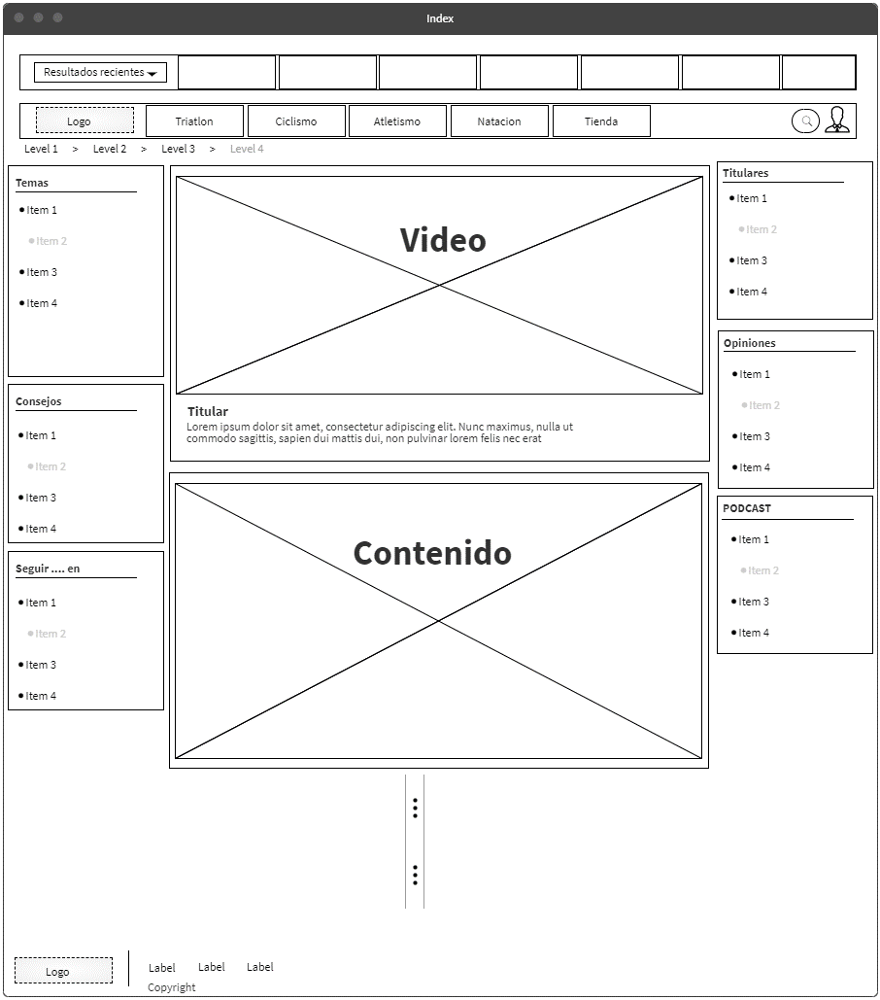 Index
Resultados recientes
Logo Triatlon Ciclismo Atletismo Natacion Tienda
Level 1 > Level 2 > Level 3 > Level 4
Temas
Item 1
Item 2
Item 3
Item 4
Consejos
Item 1
Item 2
Item 3
Item 4
Seguir .... en
Item 1
Item 2
Item 3
Item 4
Video
Titular
Lorem ipsum dolor sit amet, consectetur adipiscing elit. Nunc maximus, nulla ut
commodo sagittis, sapien dui mattis dui, non pulvinar lorem felis nec erat
Contenido
Titulares
Item 1
Item 2
Item 3
Item 4
Opiniones
Item 1
Item 2
Item 3
Item 4
PODCAST
Item 1
Item 2
Item 3
Item 4
Logo
Label Label Label
Copyright